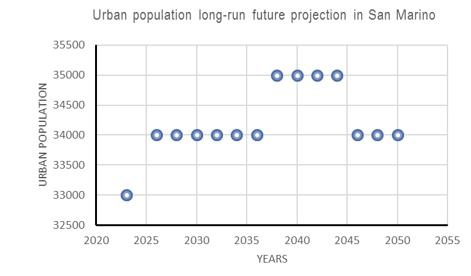 Urban population long-run future projection in San Marino
35500
35000
34500
34000
33500
33000
32500
URBAN POPULATION
2020 2025 2030 2035 2040 2045 2050 2055
YEARS